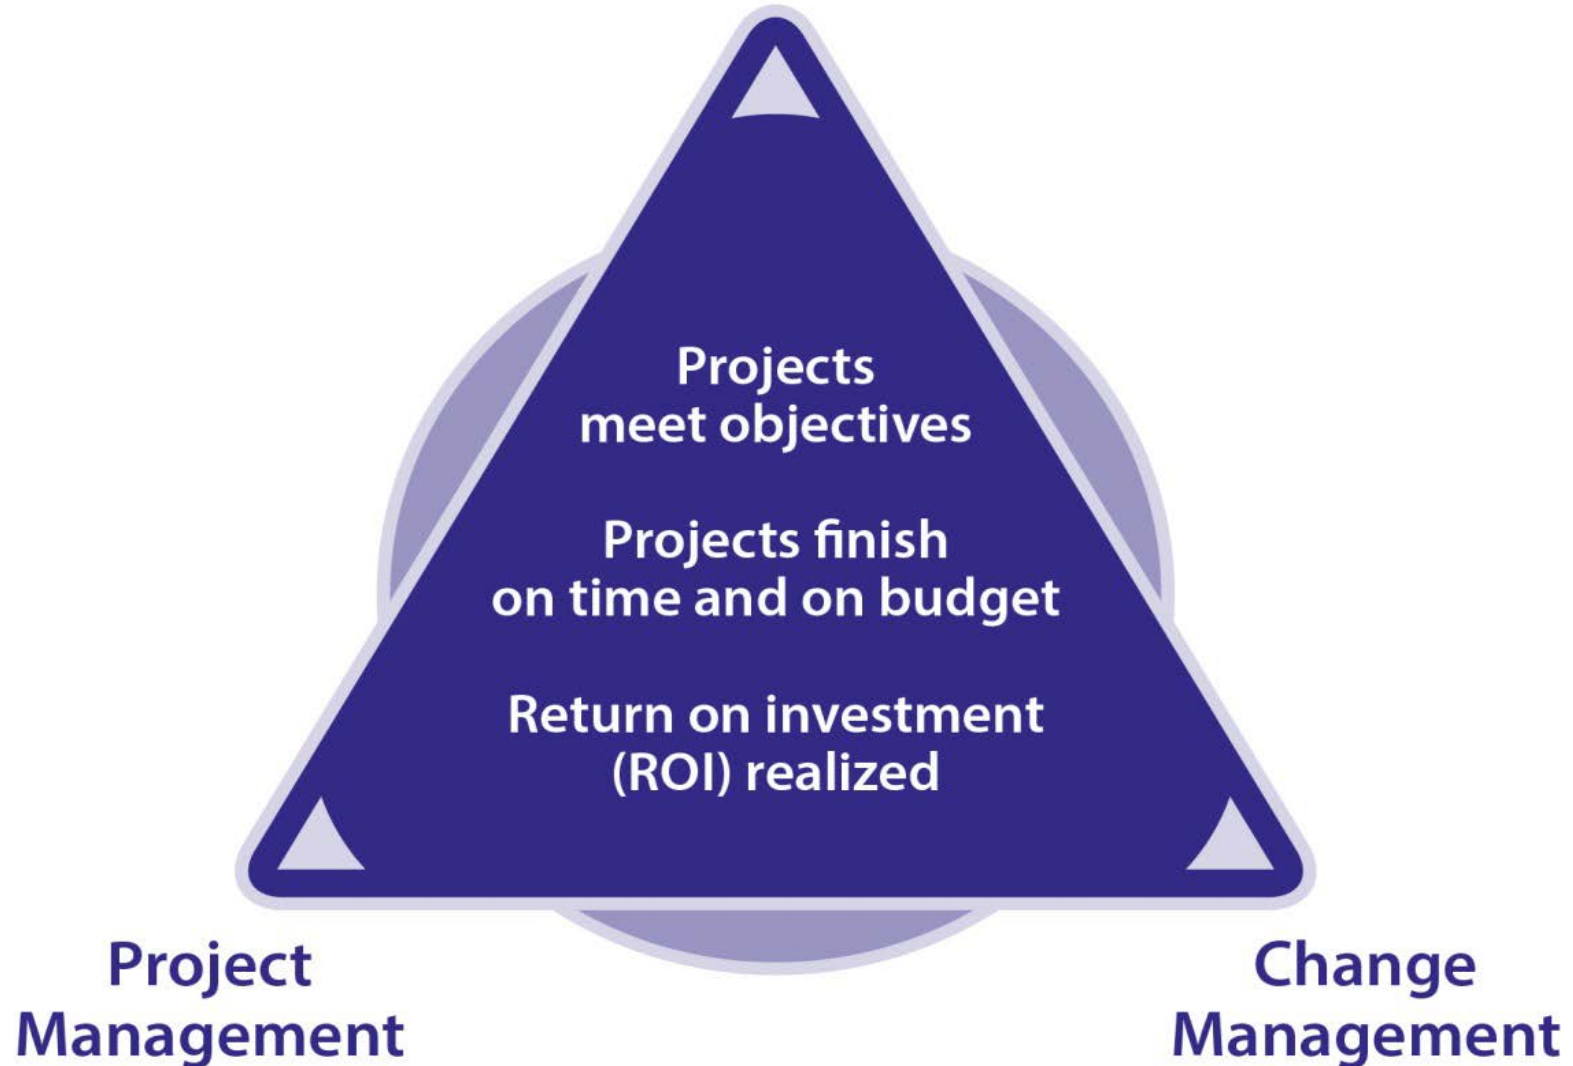 Projects
meet objectives
Projects finish
on time and on budget
Return on investment
(ROI) realized
Project
Management
Change
Management